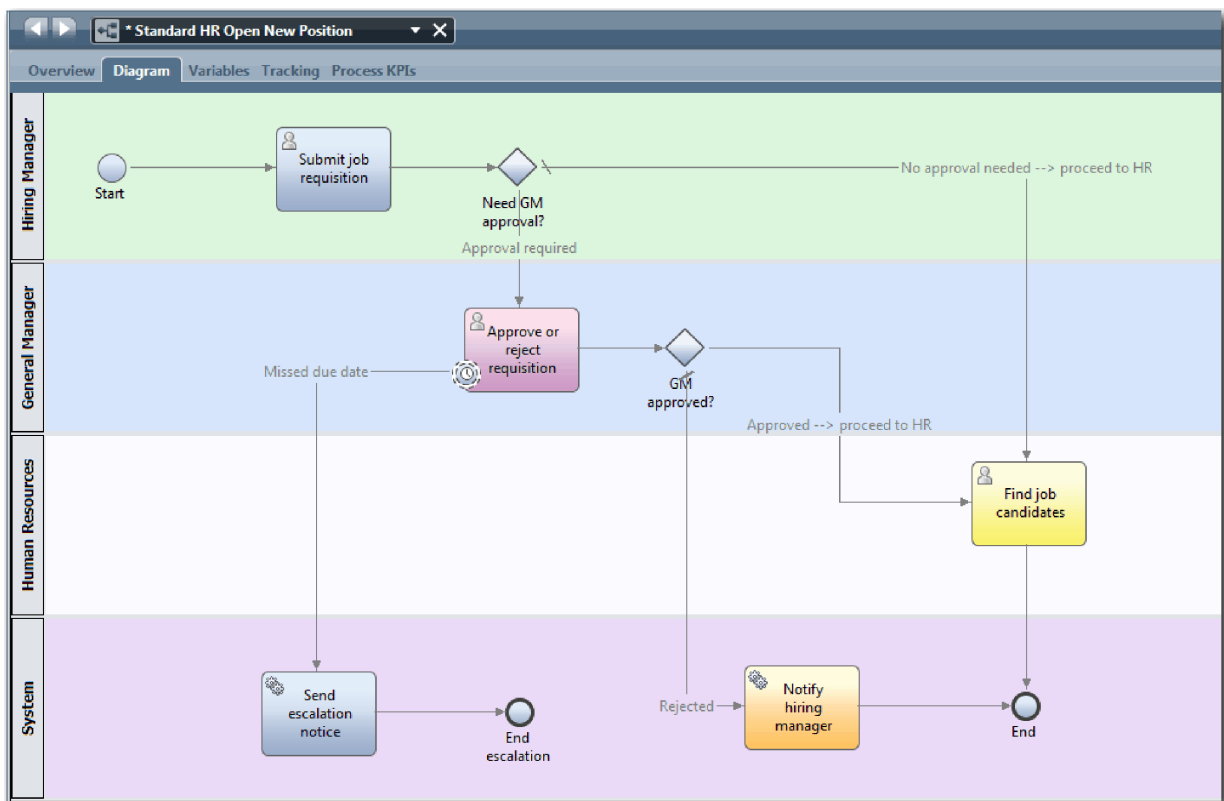 * Standard HR Open New Position
Overview
Diagram
Variables
Tracking
Process KPIs
Hiring Manager
Start
Submit job
requisition
Need GM
approval?
No approval needed --> proceed to HR
Approval required
General Manager
Approve or
reject
requisition
Missed due date
GM
approved?
Approved --> proceed to HR
Human Resources
Find job
candidates
System
Send
escalation
notice
End
escalation
Rejected
Notify
hiring
manager
End